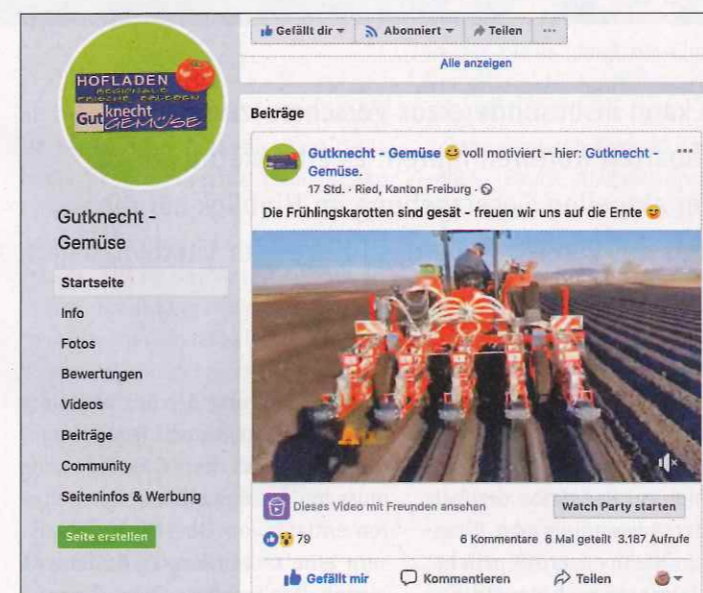 HOFLADEN
REGIONALE
FRISCHE ERLEBEN
Gutknecht
GEMÜSE
Gutknecht -
Gemüse
Startseite
Info
Fotos
Bewertungen
Videos
Beiträge
Community
Seiteninfos & Werbung
Seite erstellen
Gefällt dir Abonniert Teilen ...
Alle anzeigen
Beiträge
Gutknecht - Gemüse 😄 voll motiviert – hier: Gutknecht - ...
Gemüse.
17 Std. · Ried, Kanton Freiburg ·
Die Frühlingskarotten sind gesät - freuen wir uns auf die Ernte 😋
Dieses Video mit Freunden ansehen Watch Party starten
79 6 Kommentare 6 Mal geteilt 3.187 Aufrufe
Gefällt mir Kommentieren Teilen